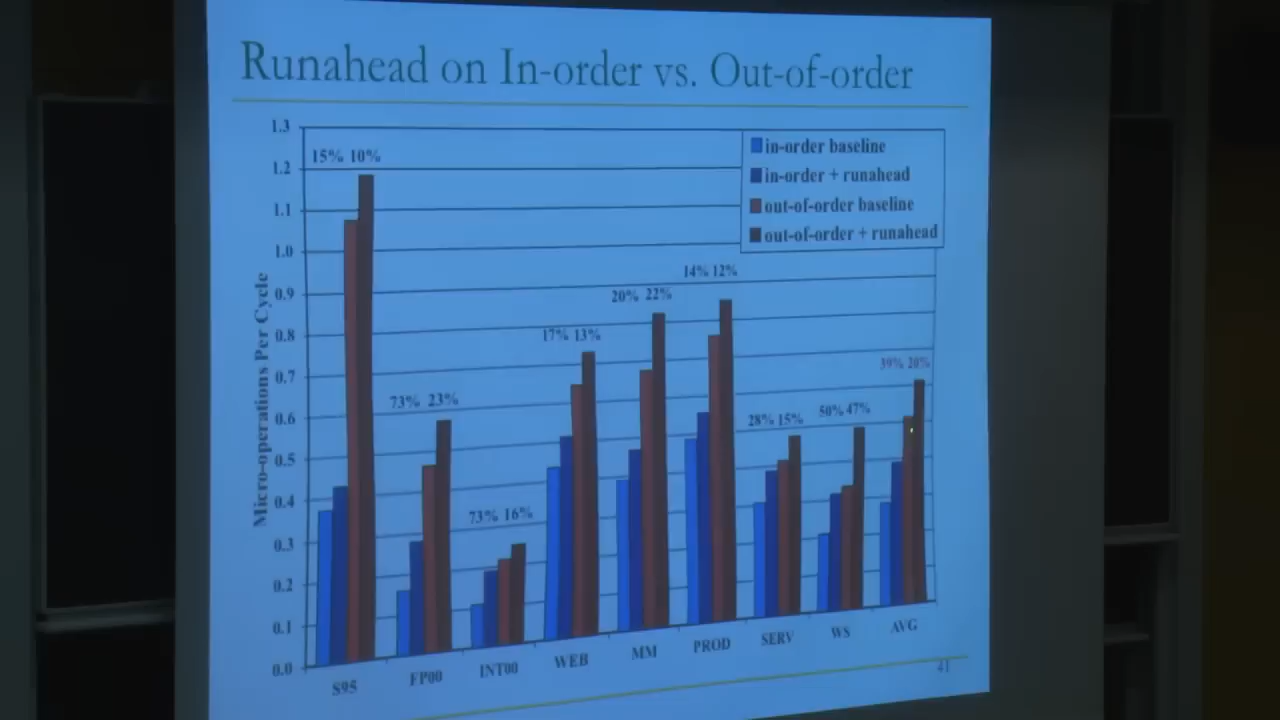 Runahead on In-order vs. Out-of-order
1.3
1.2
1.1
1.0
0.9
0.8
0.7
0.6
0.5
0.4
0.3
0.2
0.1
0.0
Micro-operations Per Cycle
in-order baseline
in-order + runahead
out-of-order baseline
out-of-order + runahead
15% 10%
73% 23%
73% 16%
17% 13%
20% 22%
14% 12%
28% 15%
50% 47%
39% 20%
S95
FP00
INT00
WEB
MM
PROD
SERV
WS
AVG
41